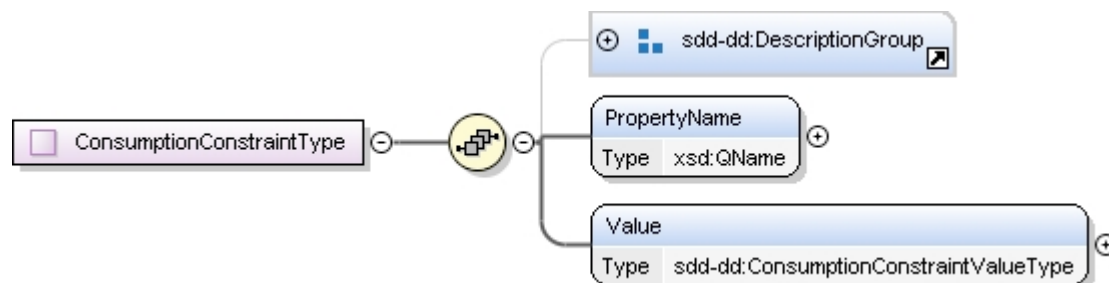 sdd-dd:DescriptionGroup
ConsumptionConstraintType
PropertyName
Type xsd:QName
Value
Type sdd-dd:ConsumptionConstraintValueType